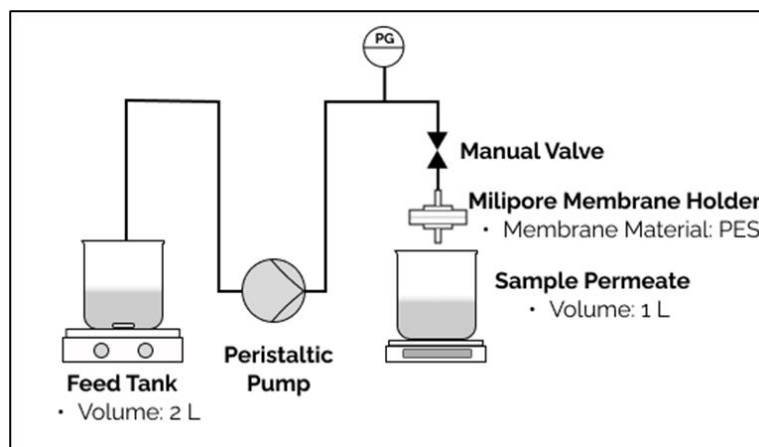 PG
Manual Valve
Milipore Membrane Holder
• Membrane Material: PES
Sample Permeate
• Volume: 1 L
Peristaltic
Pump
Feed Tank
• Volume: 2 L